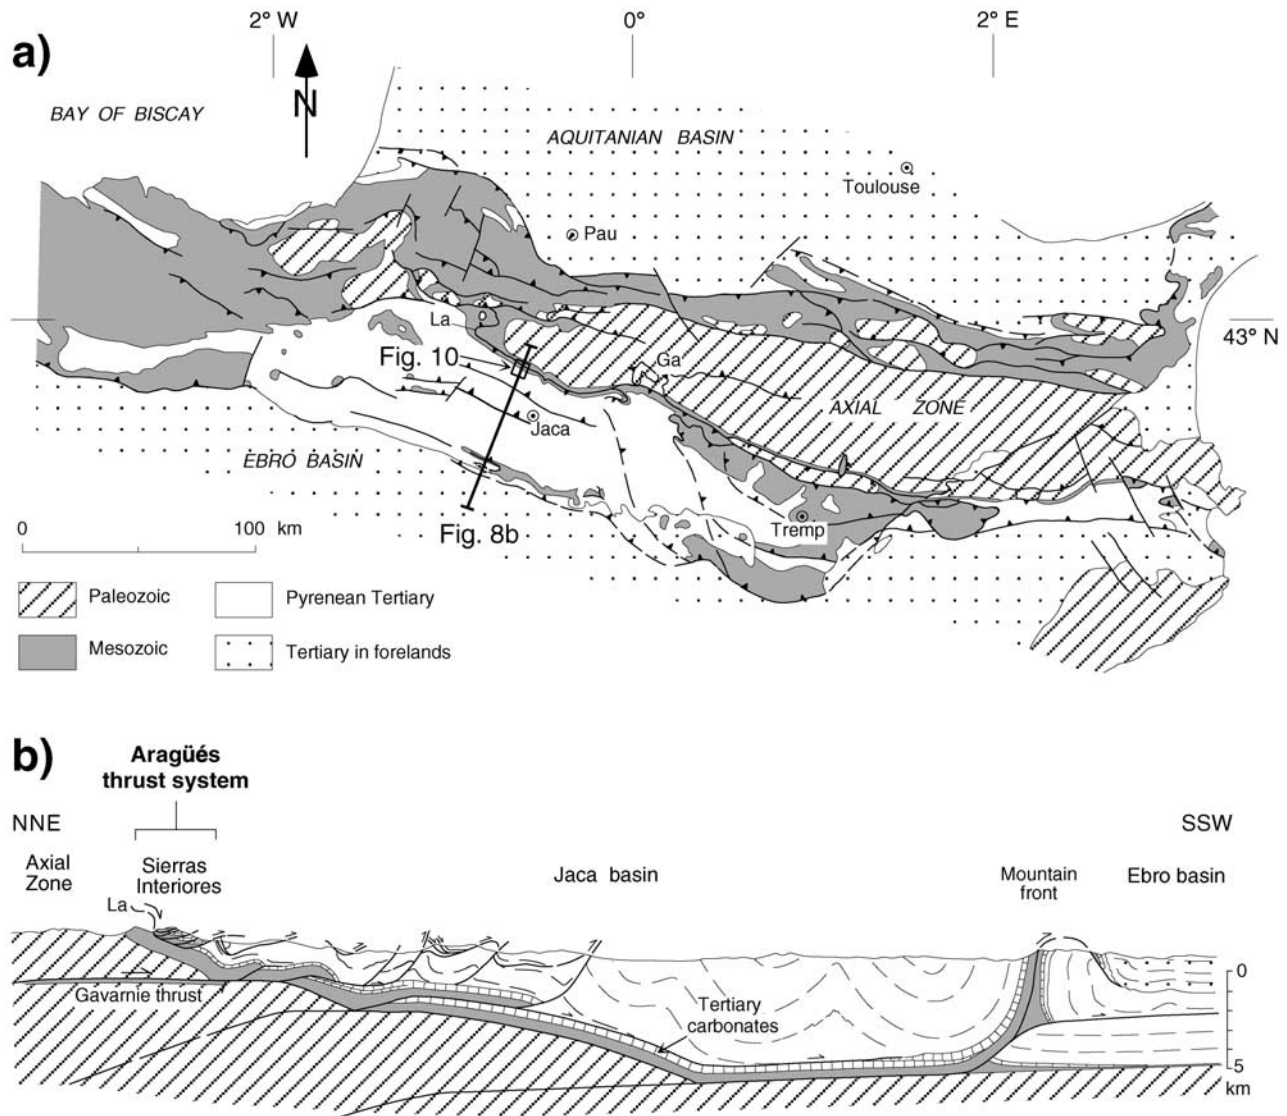 2° W 0° 2° E
a)
N
BAY OF BISCAY
AQUITANIAN BASIN
Toulouse
Pau
La
43° N
Fig. 10
Ga
AXIAL ZONE
Jaca
EBRO BASIN
Tremp
0 100 km
Fig. 8b
Paleozoic
Pyrenean Tertiary
Mesozoic
Tertiary in forelands
b)
Aragüés
thrust system
NNE
SSW
Axial
Zone
Sierras
Interiores
Jaca basin
Mountain
front
Ebro basin
La
0
Gavarnie thrust
Tertiary
carbonates
5
km